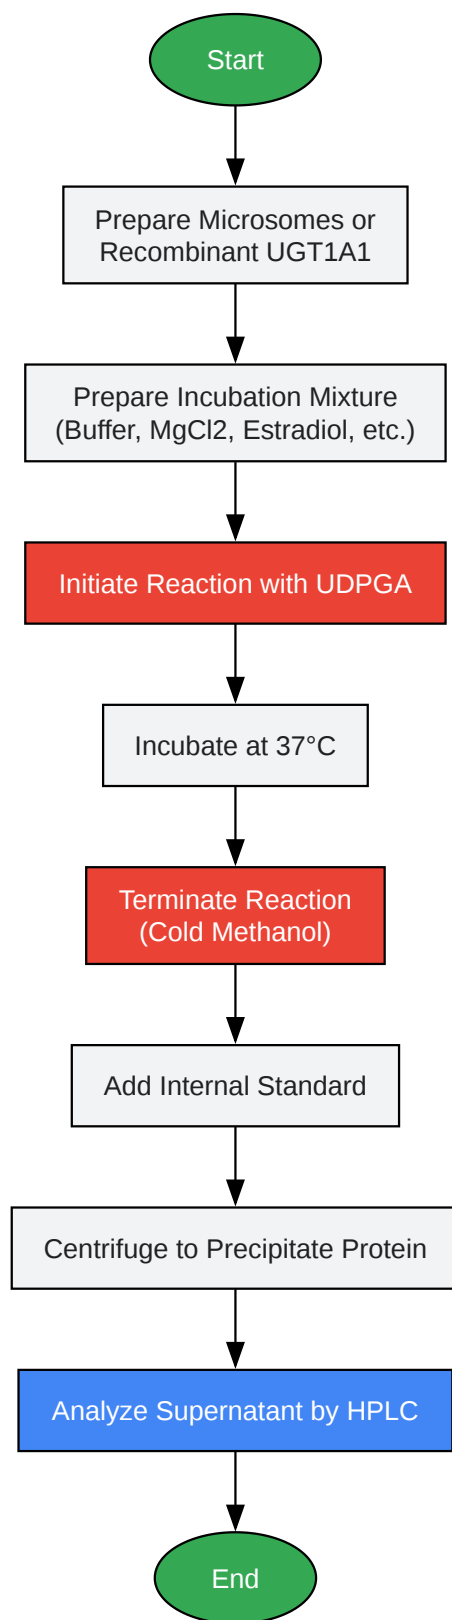 Start
Prepare Microsomes or
Recombinant UGT1A1
Prepare Incubation Mixture
(Buffer, MgCl2, Estradiol, etc.)
Initiate Reaction with UDPGA
Incubate at 37°C
Terminate Reaction
(Cold Methanol)
Add Internal Standard
Centrifuge to Precipitate Protein
Analyze Supernatant by HPLC
End